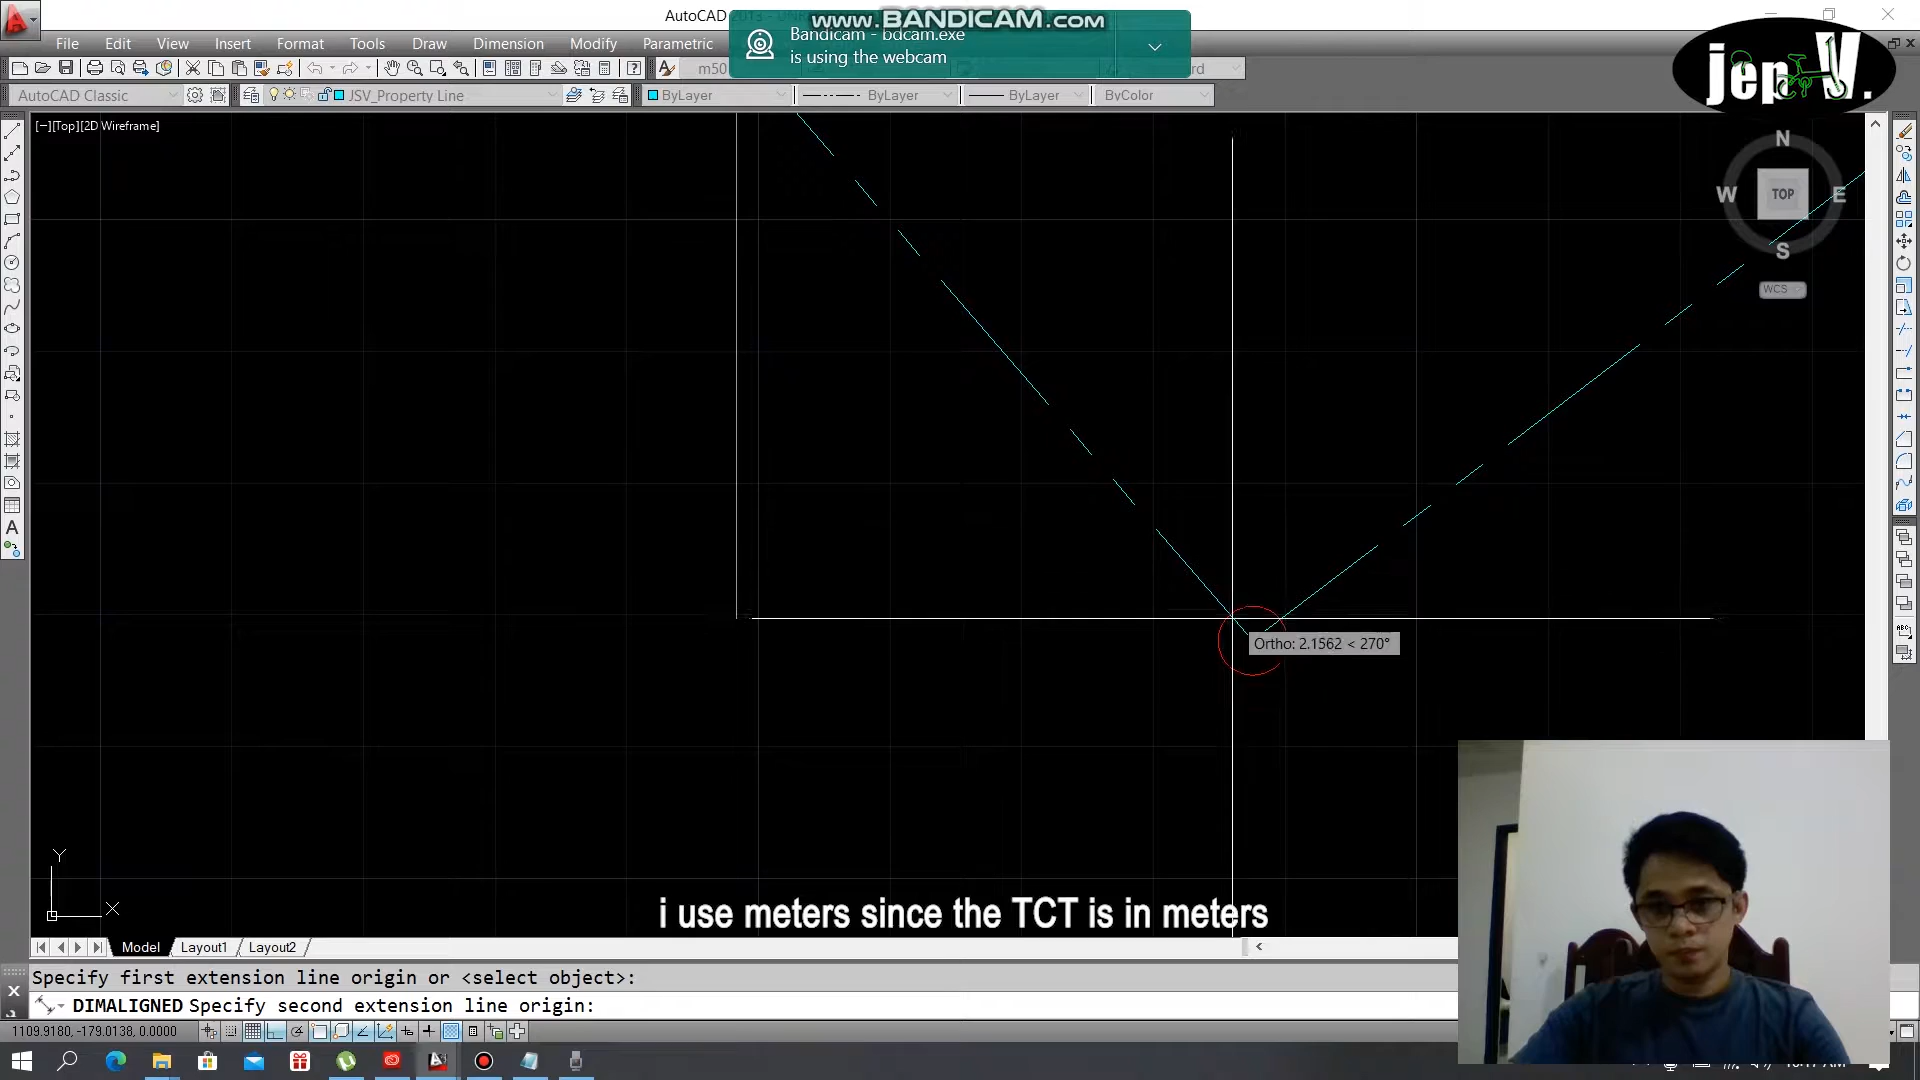 AutoCAD 2013
WWW.BANDICAM.COM
Bandicam - bdcam.exe
is using the webcam
jep V.
File Edit View Insert Format Tools Draw Dimension Modify Parametric
m50
AutoCAD Classic
JSV_Property Line
ByLayer
ByLayer
ByLayer
ByColor
[−][Top][2D Wireframe]
N
W TOP E
S
WCS
Ortho: 2.1562 < 270°
Y
X
i use meters since the TCT is in meters
Model Layout1 Layout2
Specify first extension line origin or <select object>:
DIMALIGNED Specify second extension line origin:
1109.9180, -179.0138, 0.0000